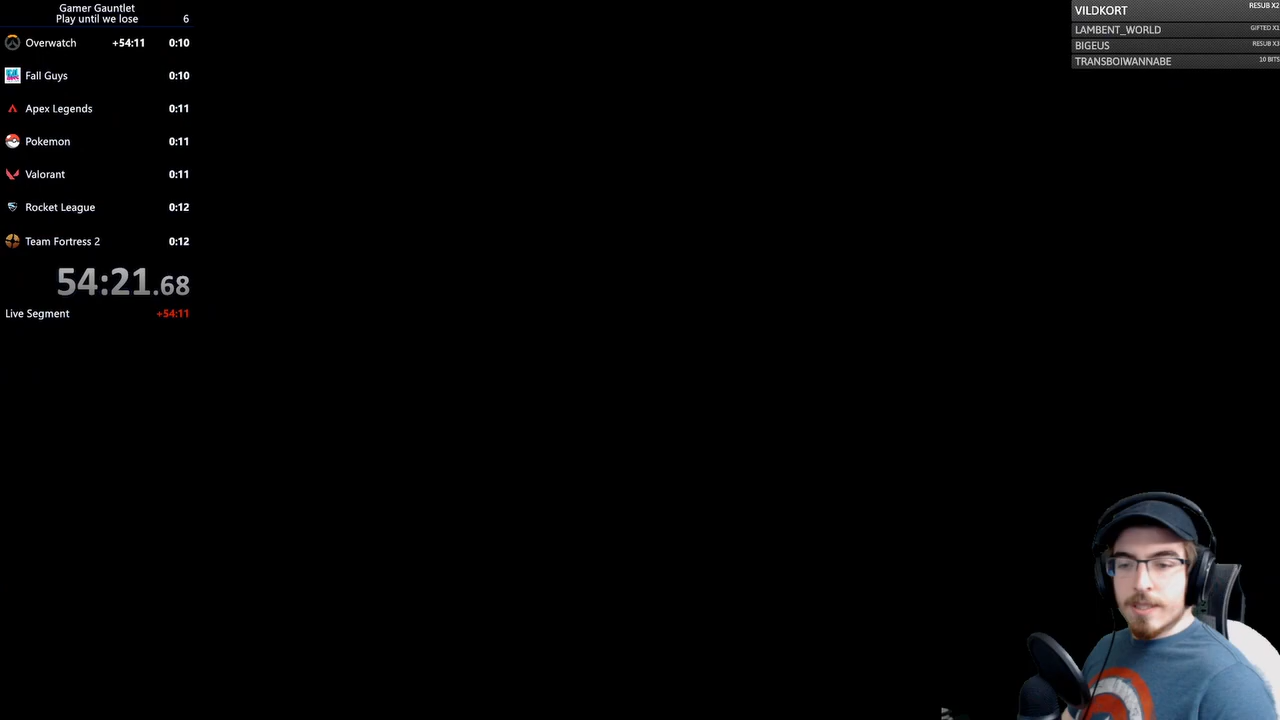 Gamer Gauntlet
Play until we lose 6
Overwatch +54:11 0:10
Fall Guys 0:10
Apex Legends 0:11
Pokemon 0:11
Valorant 0:11
Rocket League 0:12
Team Fortress 2 0:12
54:21.68
Live Segment +54:11
VILDKORT RESUB X2
LAMBENT_WORLD GIFTED X1
BIGEUS RESUB X3
TRANSBOIWANNABE 10 BITS